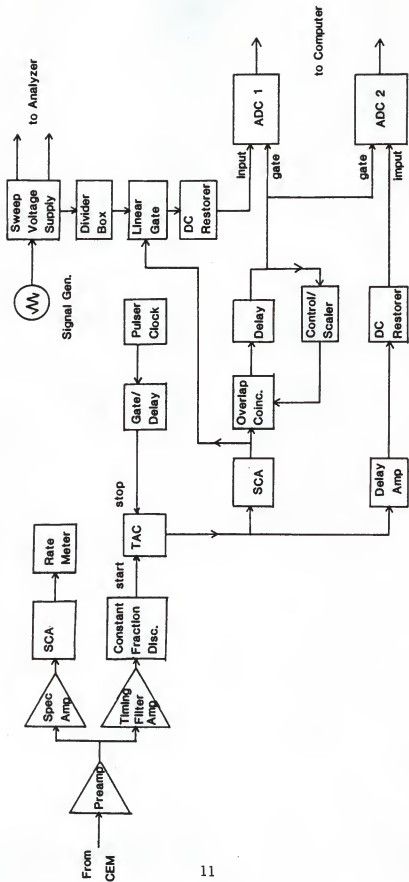 From
CEM
Preamp
Spec
Amp
SCA
Rate
Meter
Timing
Filter
Amp
Constant
Fraction
Disc.
start
TAC
stop
Gate/
Delay
Pulser
Clock
Signal Gen.
Sweep
Voltage
Supply
to Analyzer
Divider
Box
Linear
Gate
DC
Restorer
SCA
Overlap
Coinc.
Delay
Control/
Scaler
Delay
Amp
DC
Restorer
Input
gate
ADC 1
to Computer
gate
imput
ADC 2
11